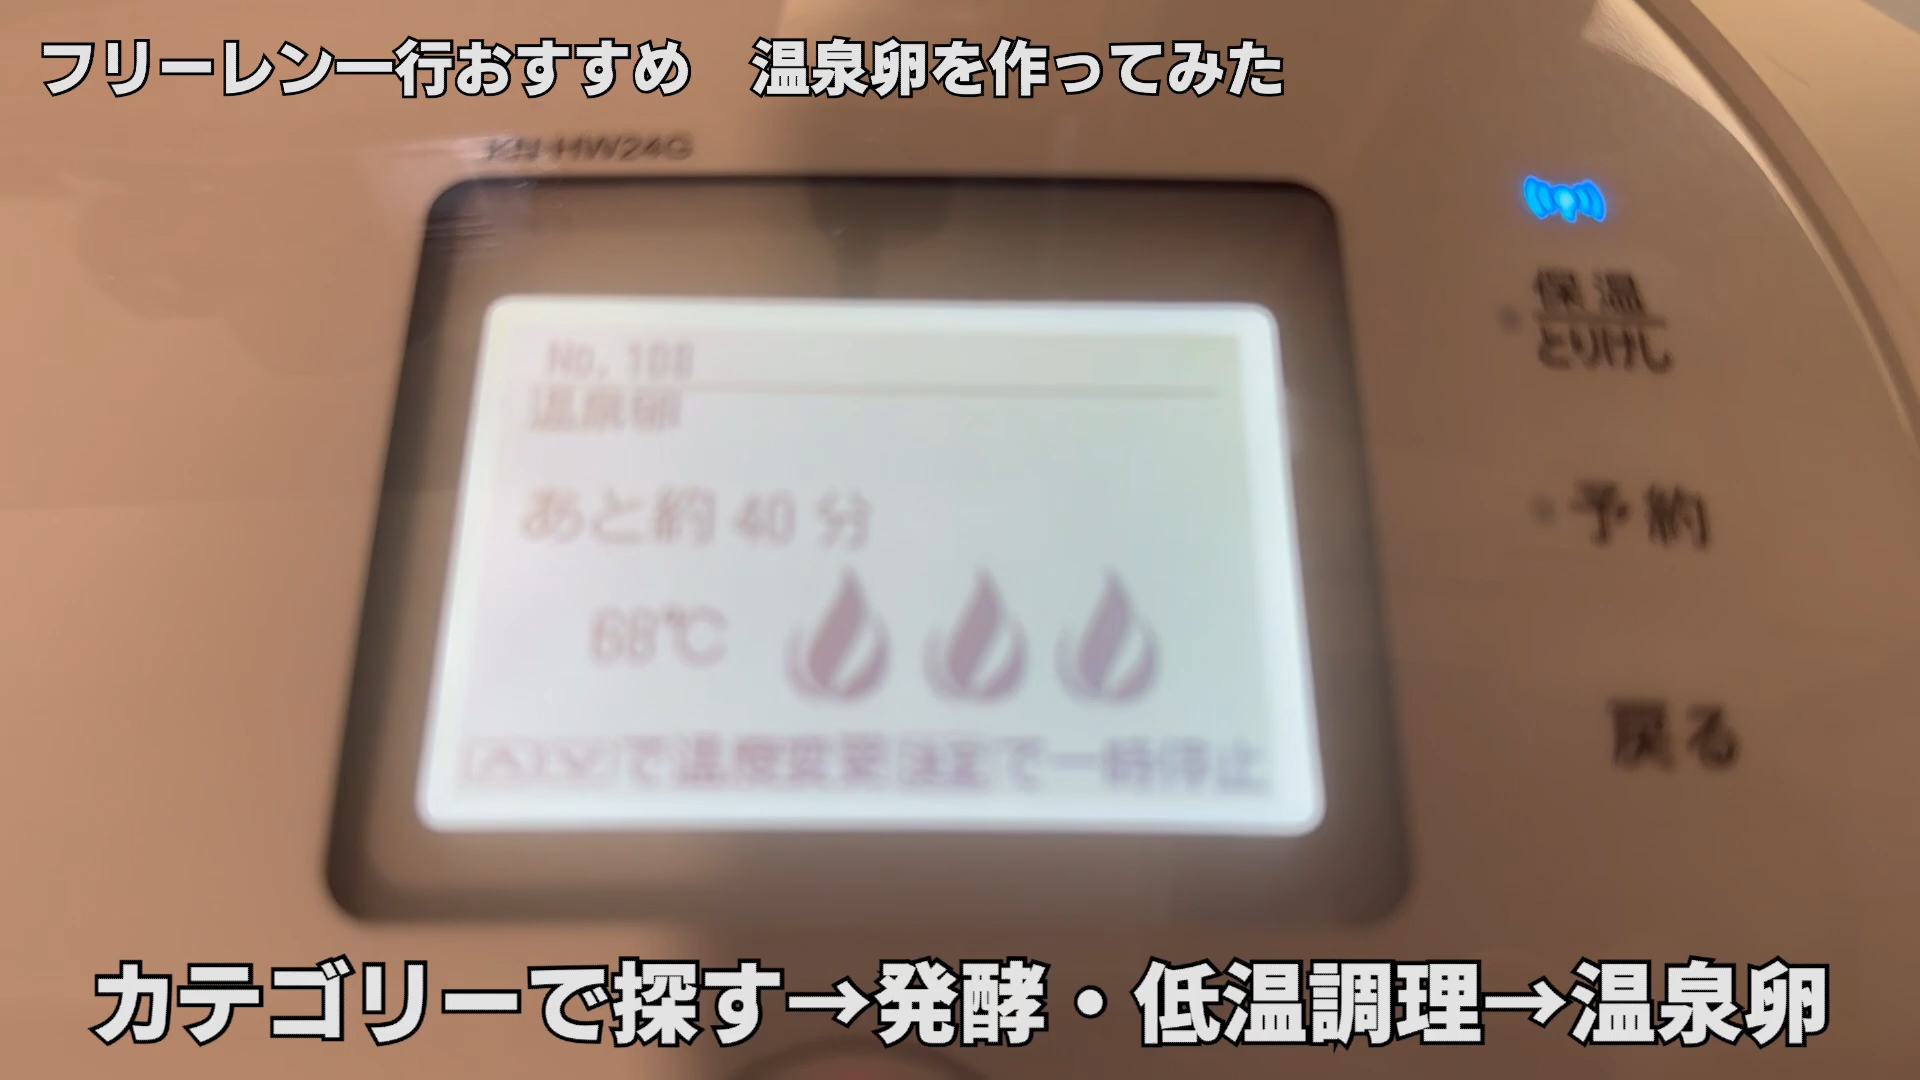 フリーレン一行おすすめ　温泉卵を作ってみた
KN-HW24G
保温
とりけし
No.108
温泉卵
あと約40分
予約
68℃
戻る
[∧][∨]で温度変更 決定で一時停止
カテゴリーで探す→発酵・低温調理→温泉卵